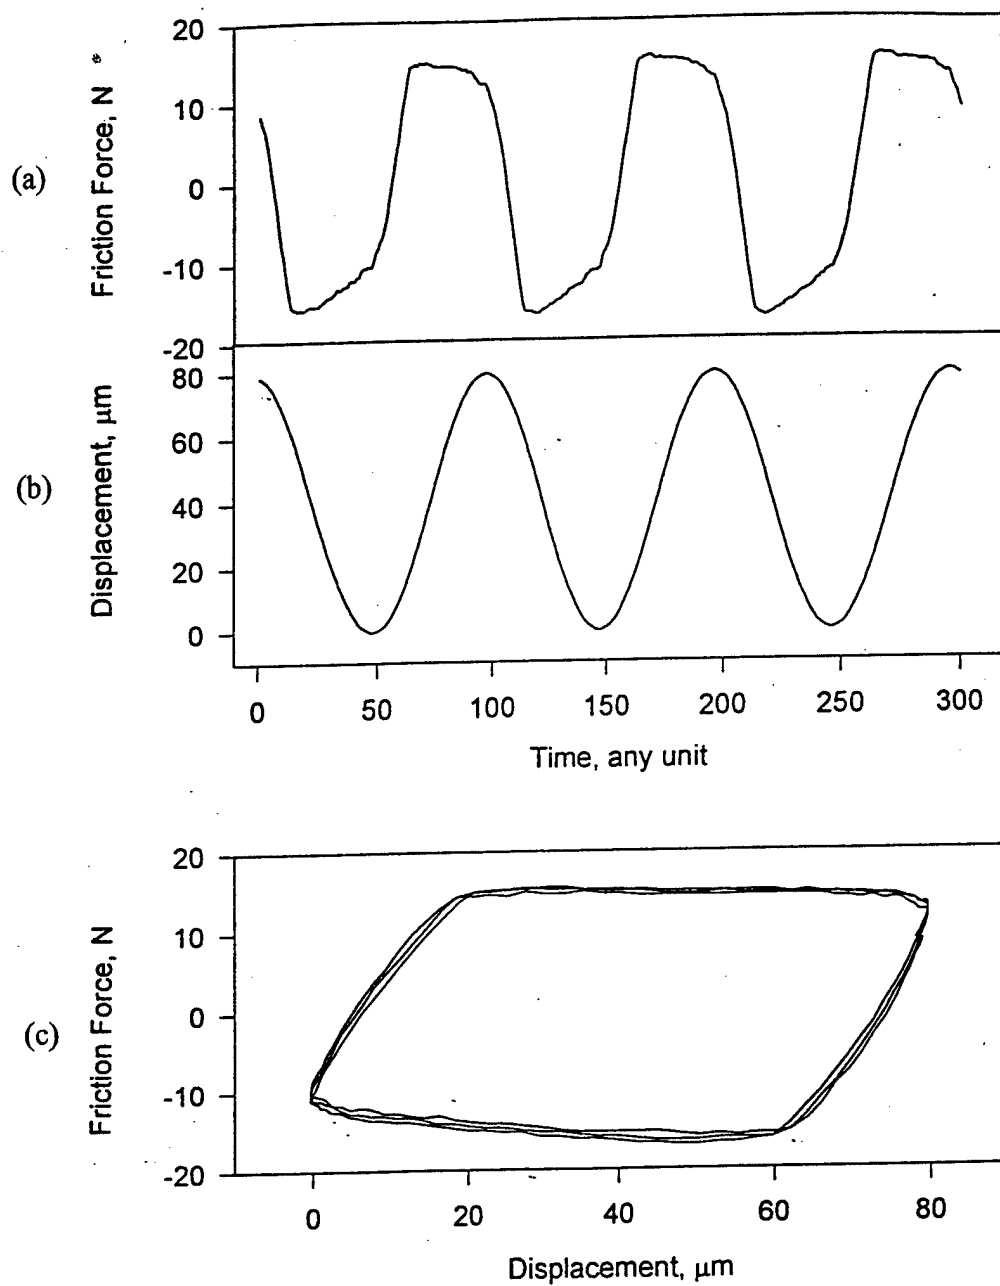 (a)
Friction Force, N
20
10
0
-10
-20
(b)
Displacement, μm
80
60
40
20
0
0 50 100 150 200 250 300
Time, any unit
(c)
Friction Force, N
20
10
0
-10
-20
0 20 40 60 80
Displacement, μm